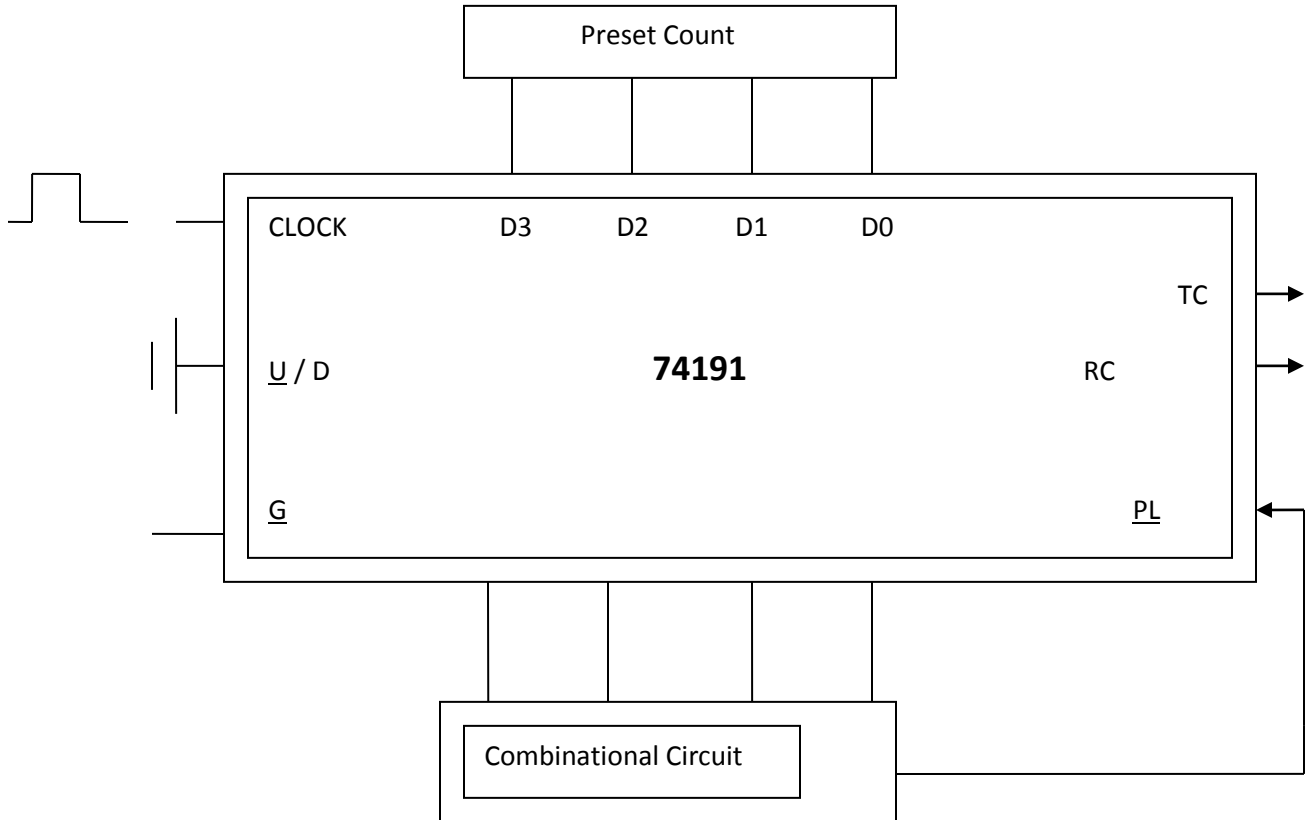 Preset Count
CLOCK D3 D2 D1 D0
TC
U / D 74191 RC
G PL
Combinational Circuit